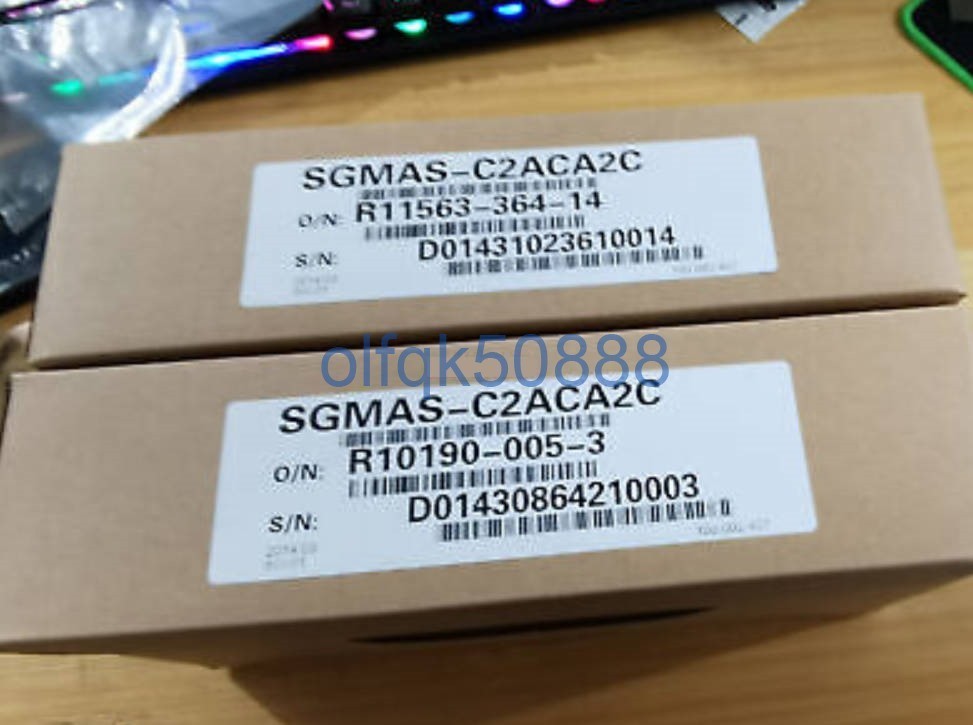 SGMAS-C2ACA2C
O/N: R11563-364-14
S/N: D01431023610014
olfqk50888
SGMAS-C2ACA2C
O/N: R10190-005-3
S/N: D01430864210003